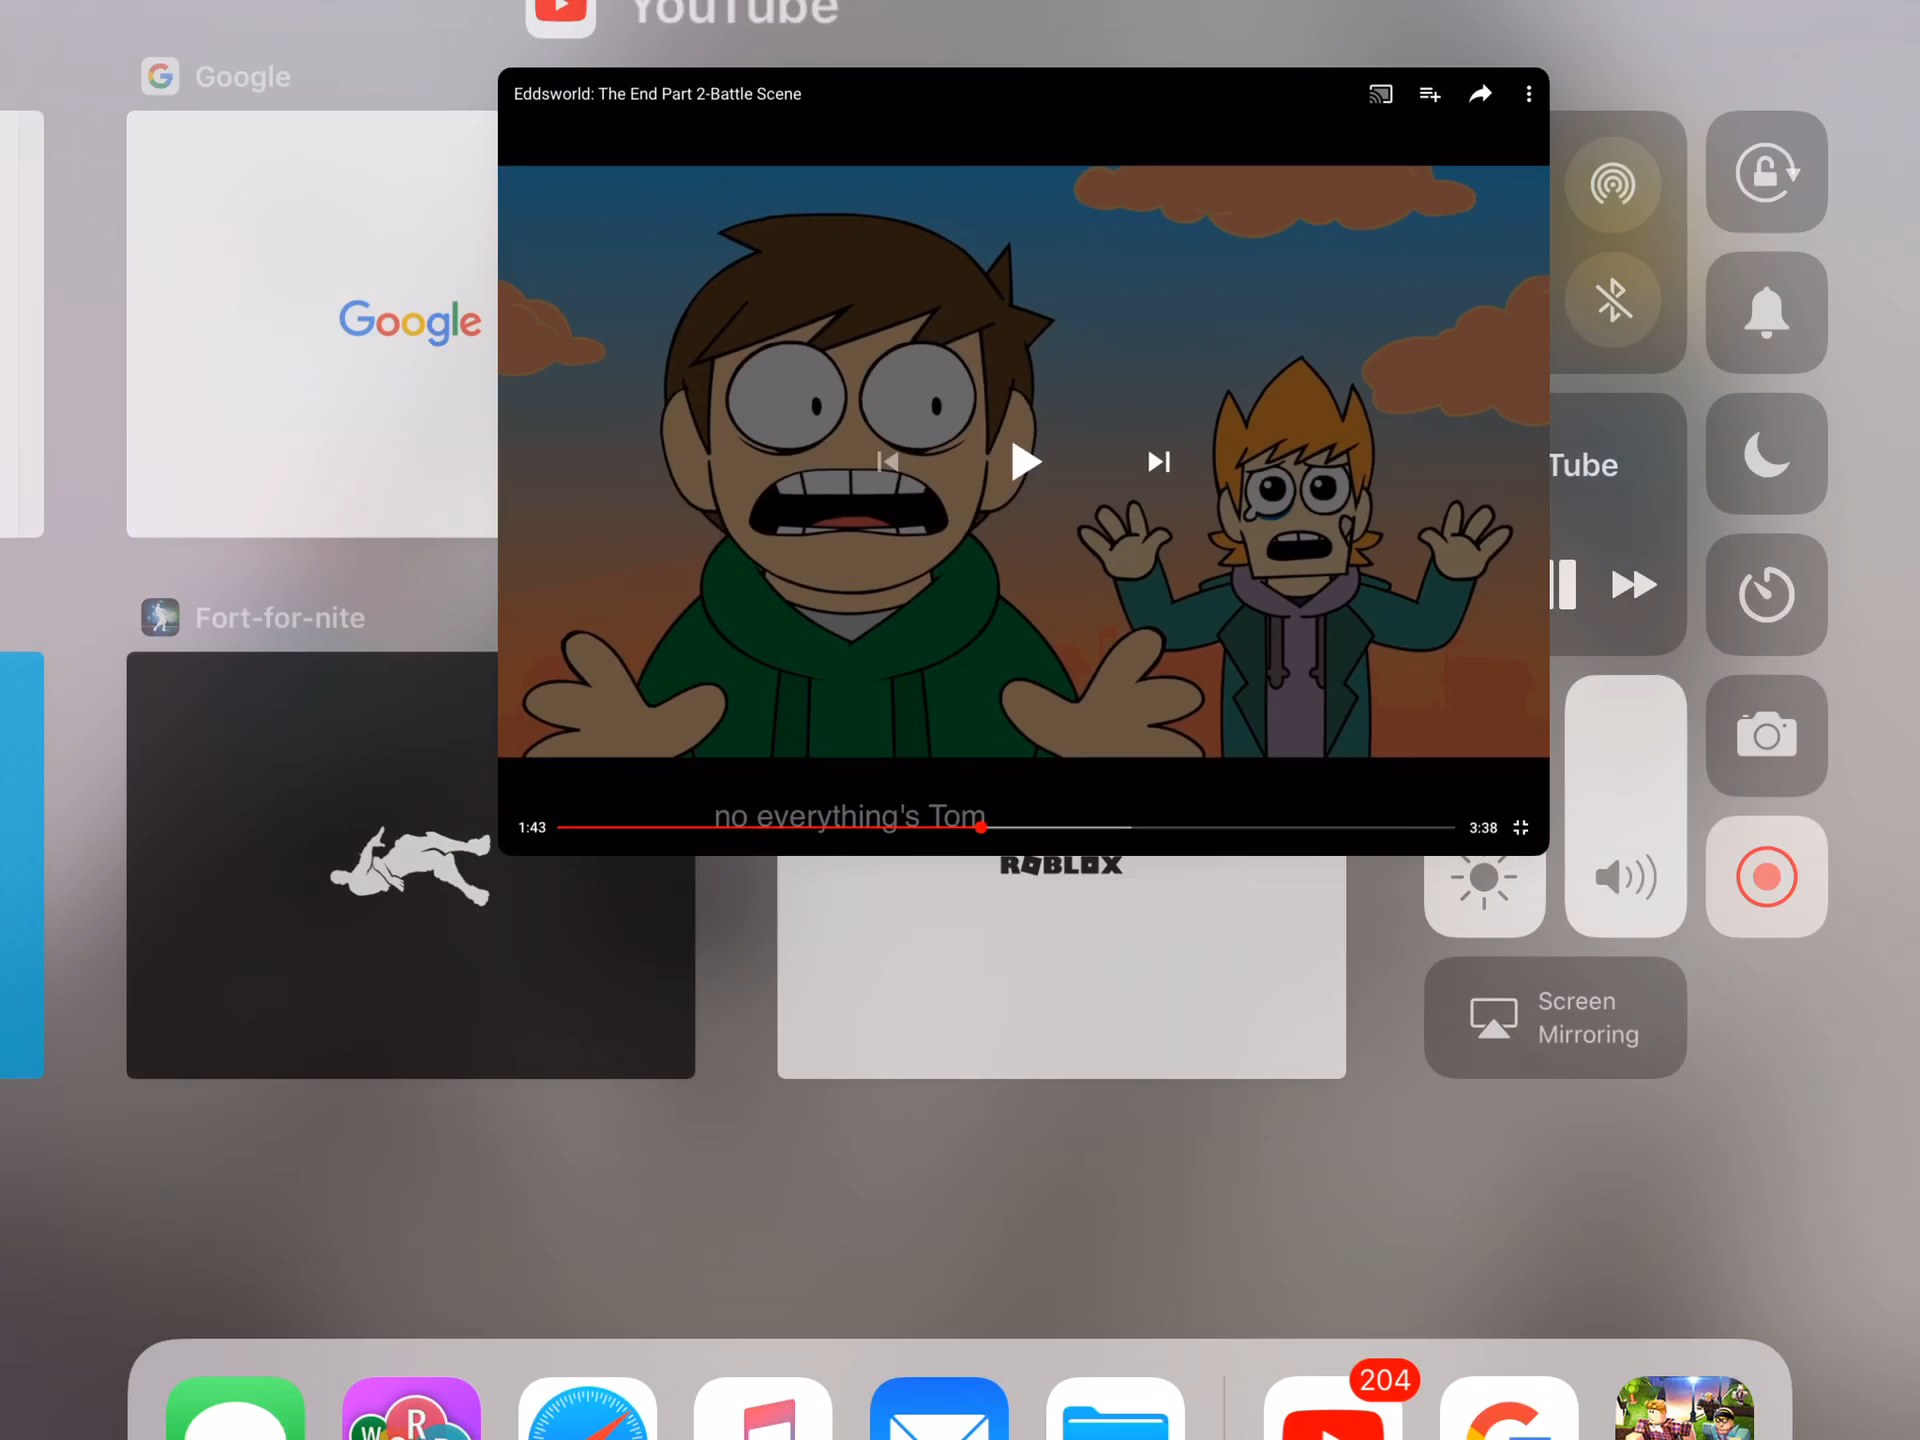 YouTube
Google
Eddsworld: The End Part 2-Battle Scene
Google
Tube
Fort-for-nite
no everything's Tom
1:43
3:38
ROBLOX
Screen
Mirroring
204
W
R